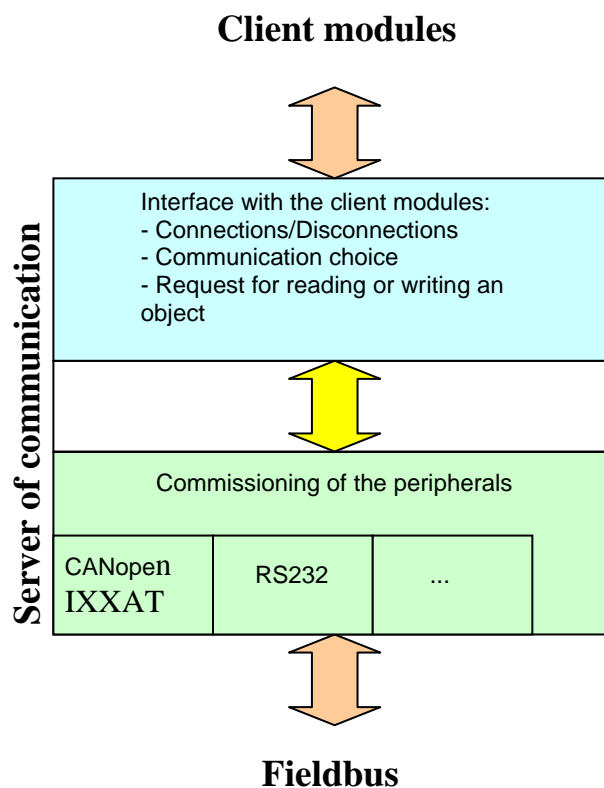 Client modules
Server of communication
Interface with the client modules:
- Connections/Disconnections
- Communication choice
- Request for reading or writing an
object
Commissioning of the peripherals
CANopen
IXXAT
RS232
...
Fieldbus